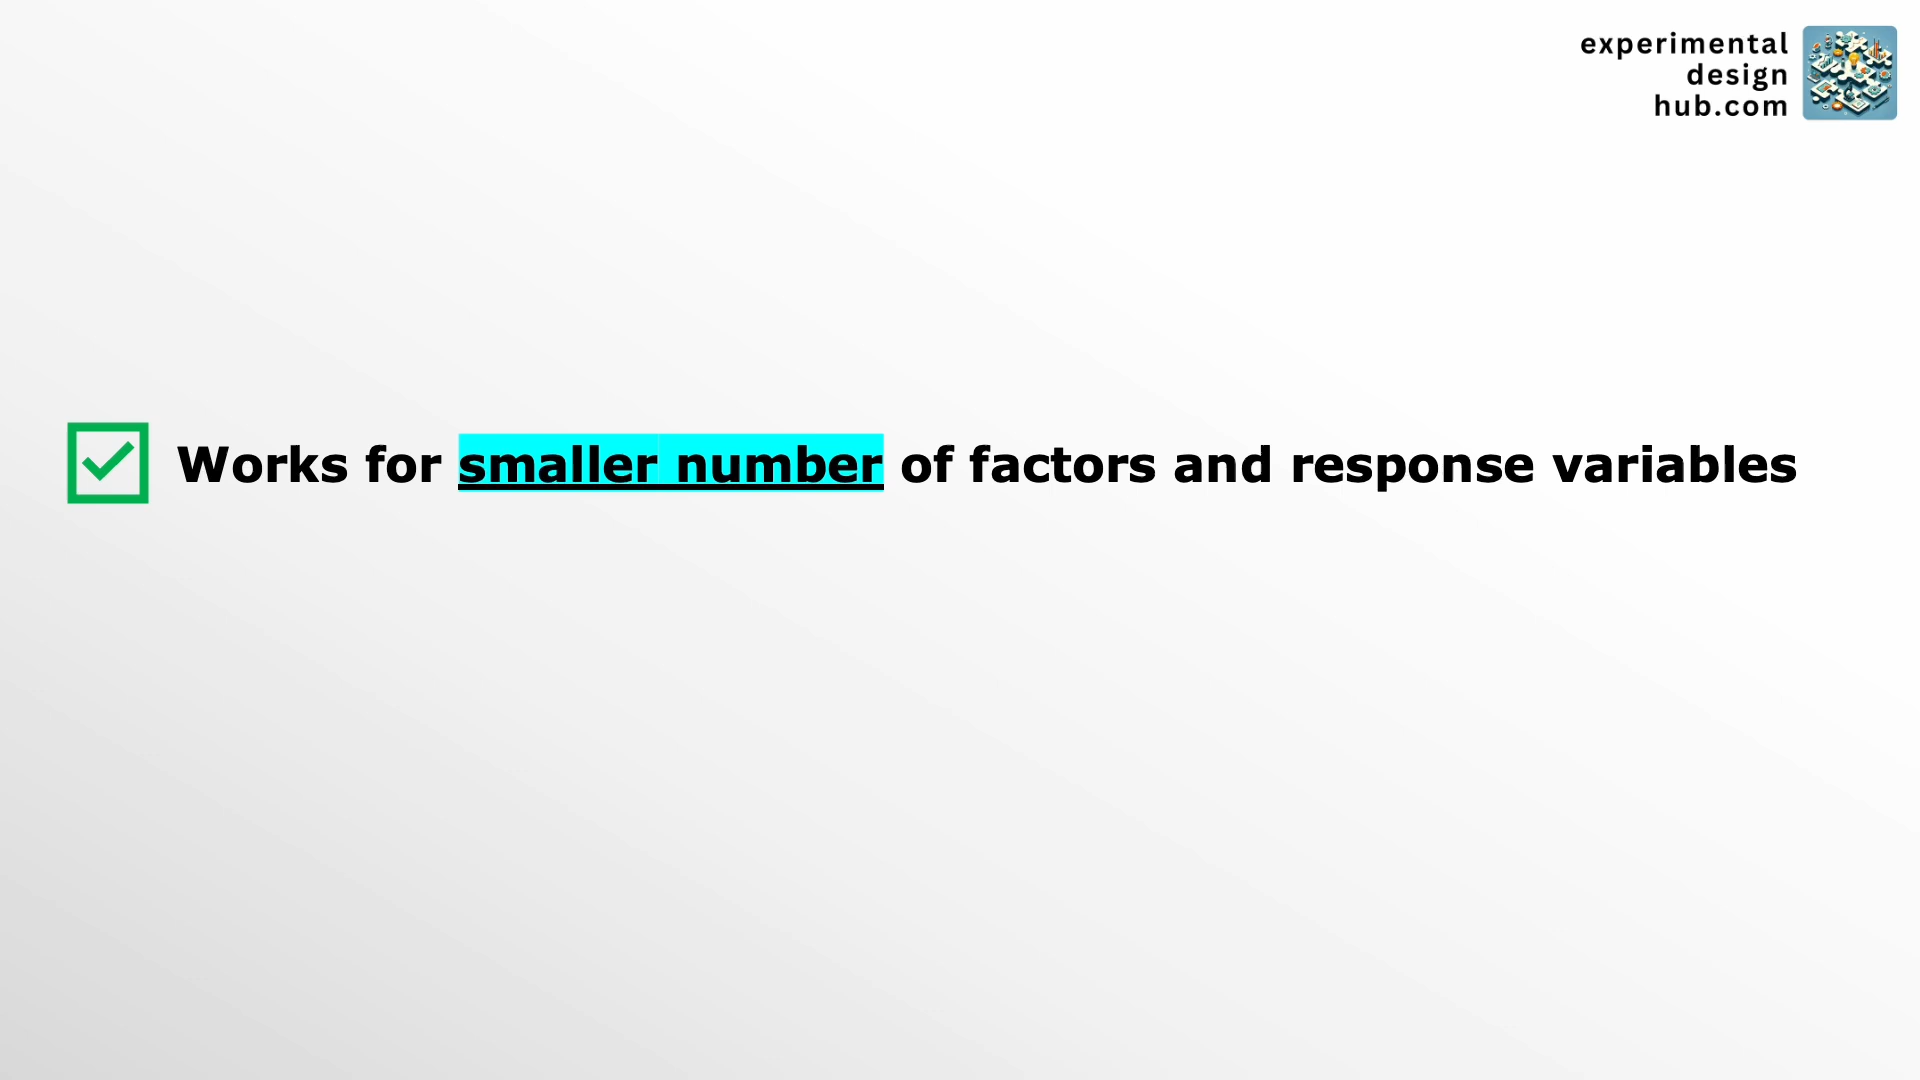 experimental
design
hub.com
Works for smaller number of factors and response variables